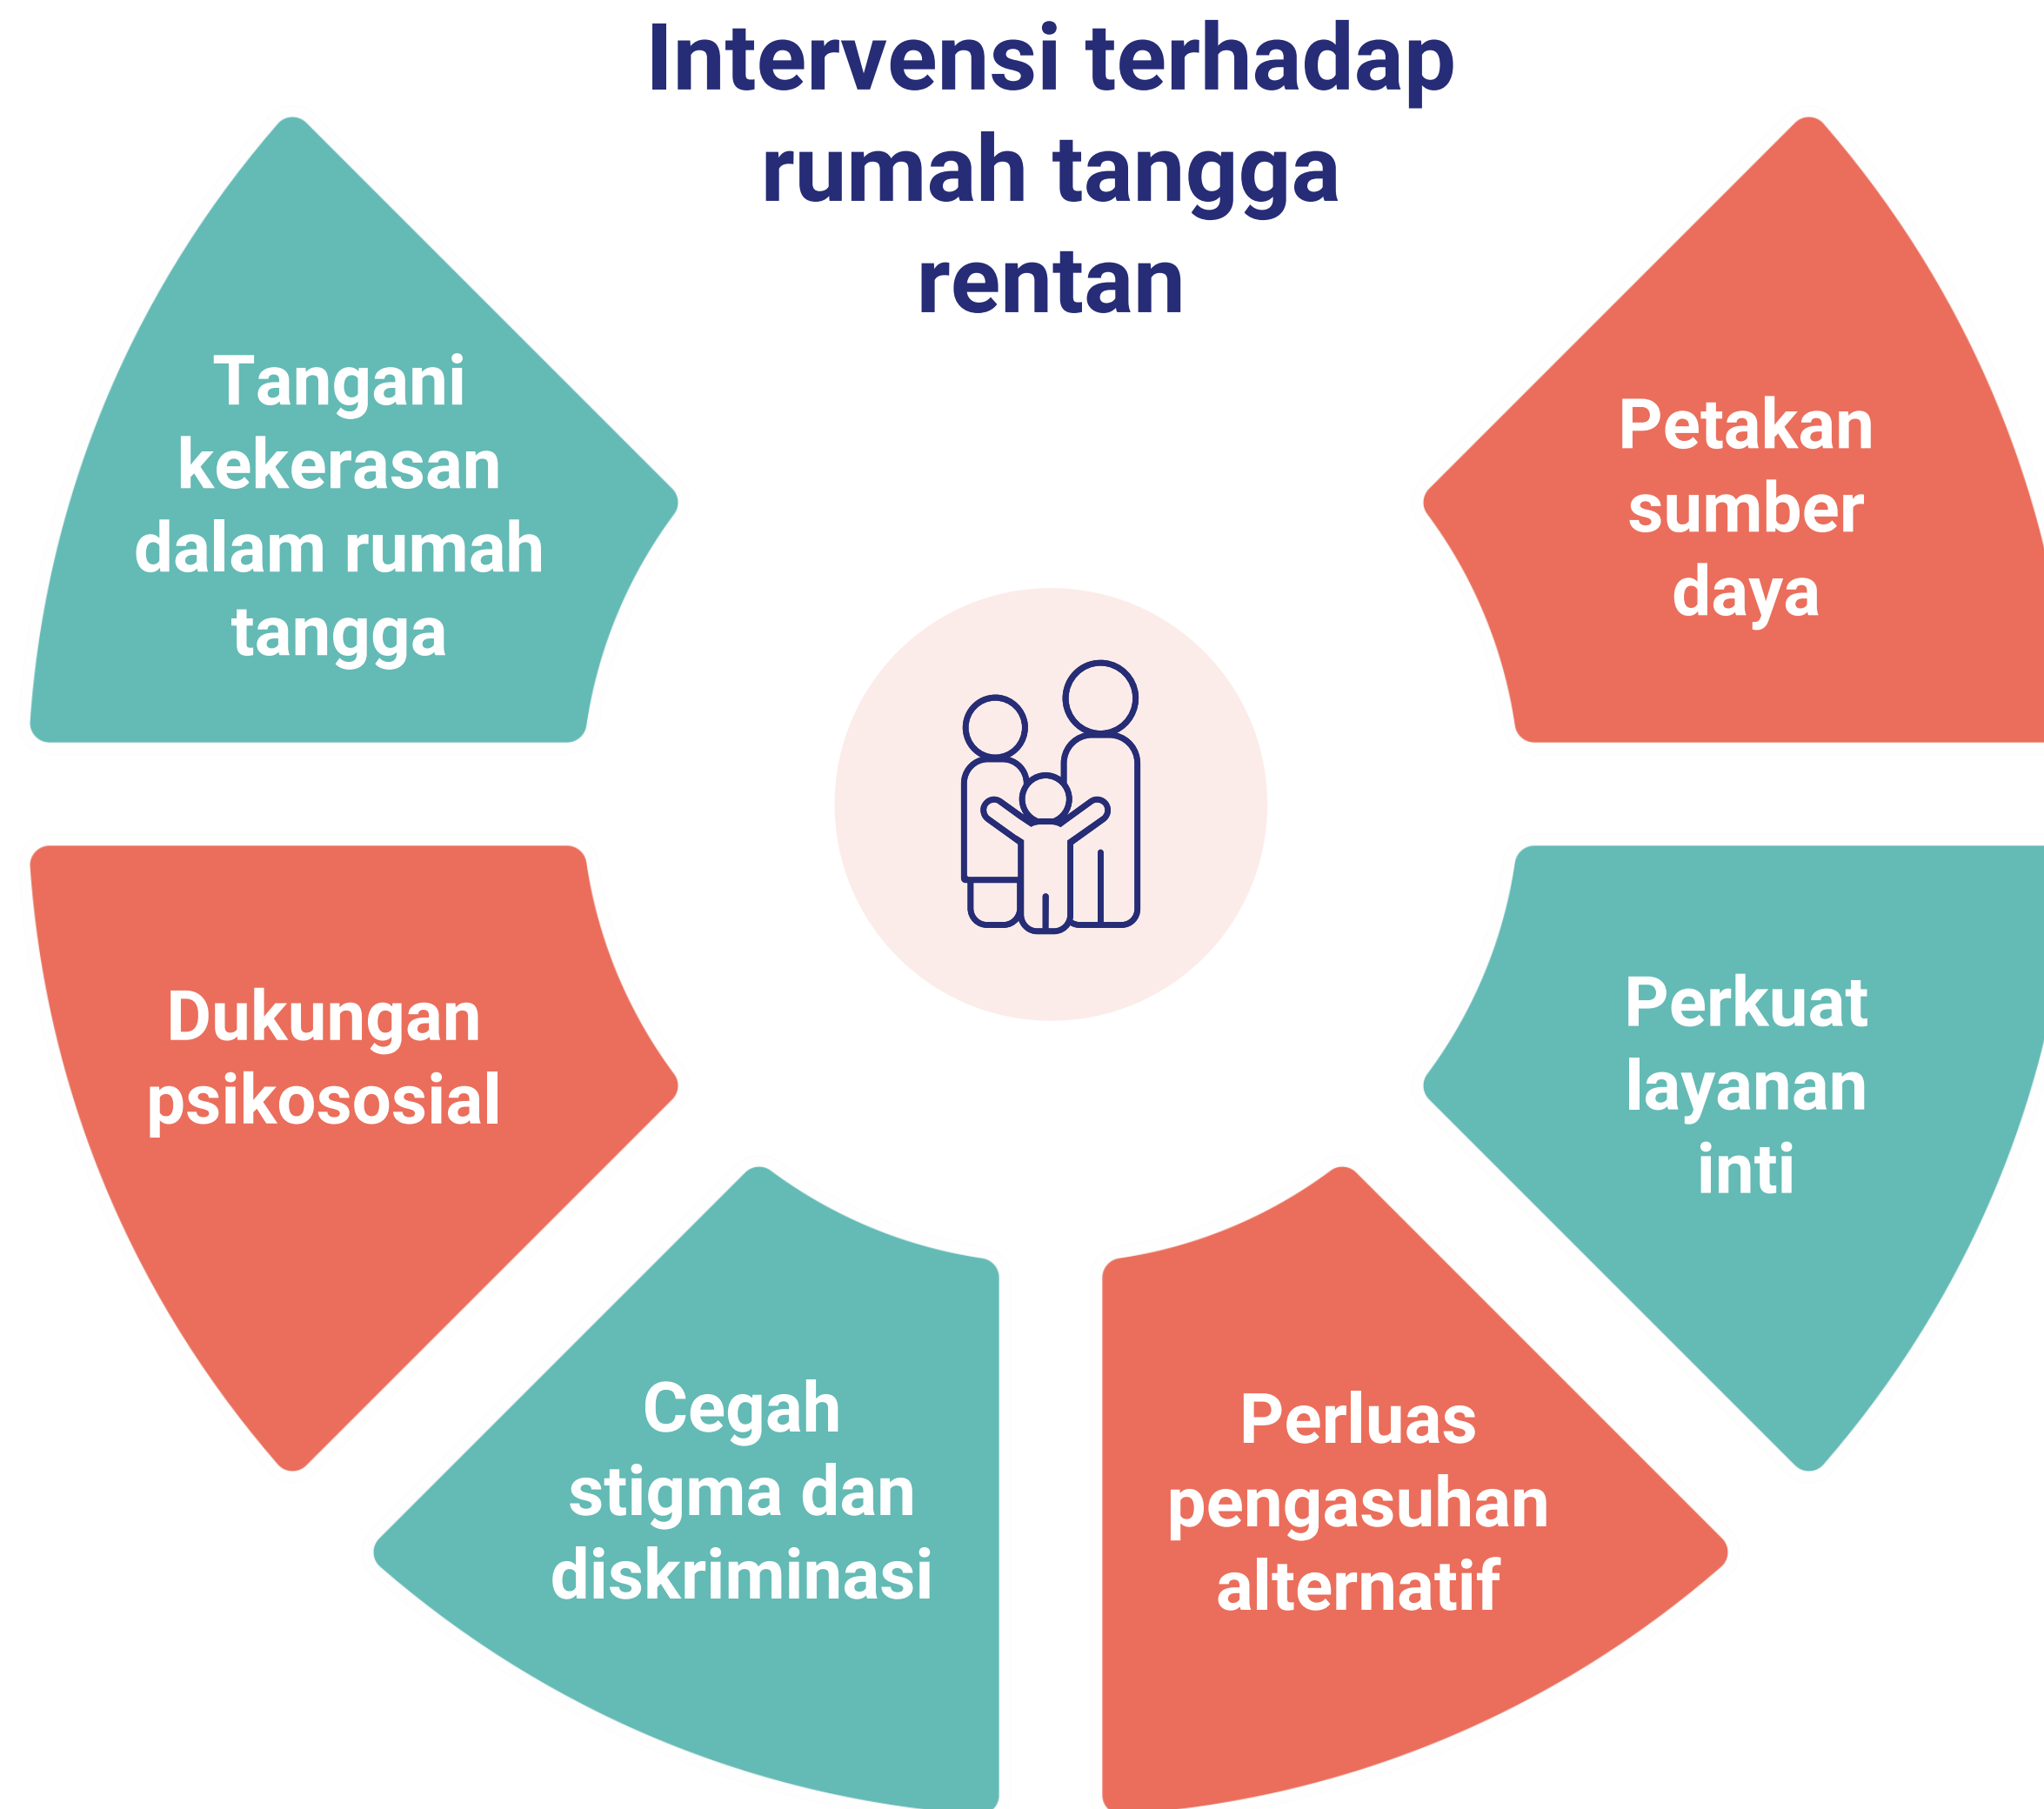 Intervensi terhadap
rumah tangga
rentan
Tangani
kekerasan
dalam rumah
tangga
Petakan
sumber
daya
Dukungan
psikososial
Perkuat
layanan
inti
Cegah
stigma dan
diskriminasi
Perluas
pengasuhan
alternatif